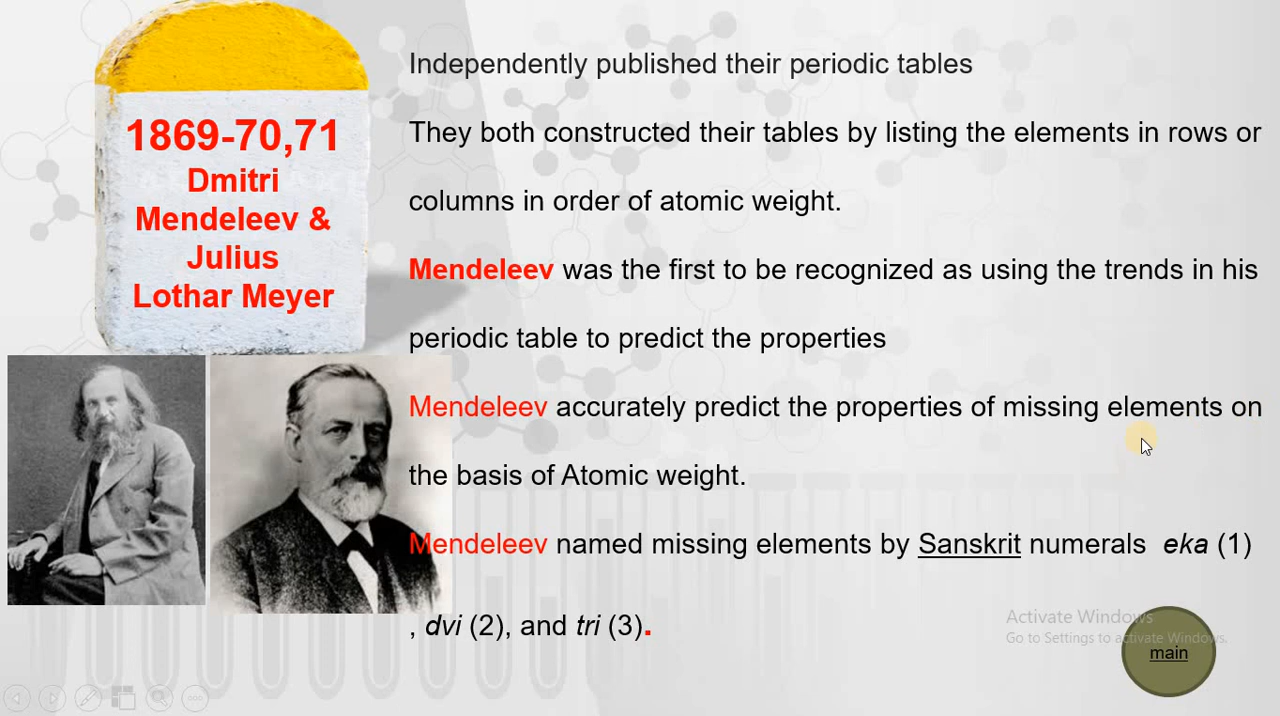 1869-70,71
Dmitri
Mendeleev &
Julius
Lothar Meyer
Independently published their periodic tables
They both constructed their tables by listing the elements in rows or
columns in order of atomic weight.
Mendeleev was the first to be recognized as using the trends in his
periodic table to predict the properties
Mendeleev accurately predict the properties of missing elements on
the basis of Atomic weight.
Mendeleev named missing elements by Sanskrit numerals eka (1)
, dvi (2), and tri (3).
Activate Windows
Go to Settings to activate Windows.
main